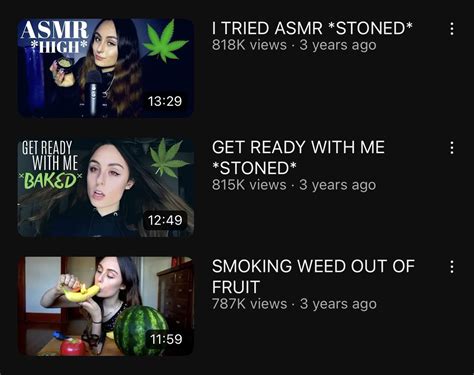 ASMR
*HIGH*
13:29
I TRIED ASMR *STONED*
818K views · 3 years ago
GET READY
WITH ME
*BAKED*
12:49
GET READY WITH ME
*STONED*
815K views · 3 years ago
11:59
SMOKING WEED OUT OF
FRUIT
787K views · 3 years ago